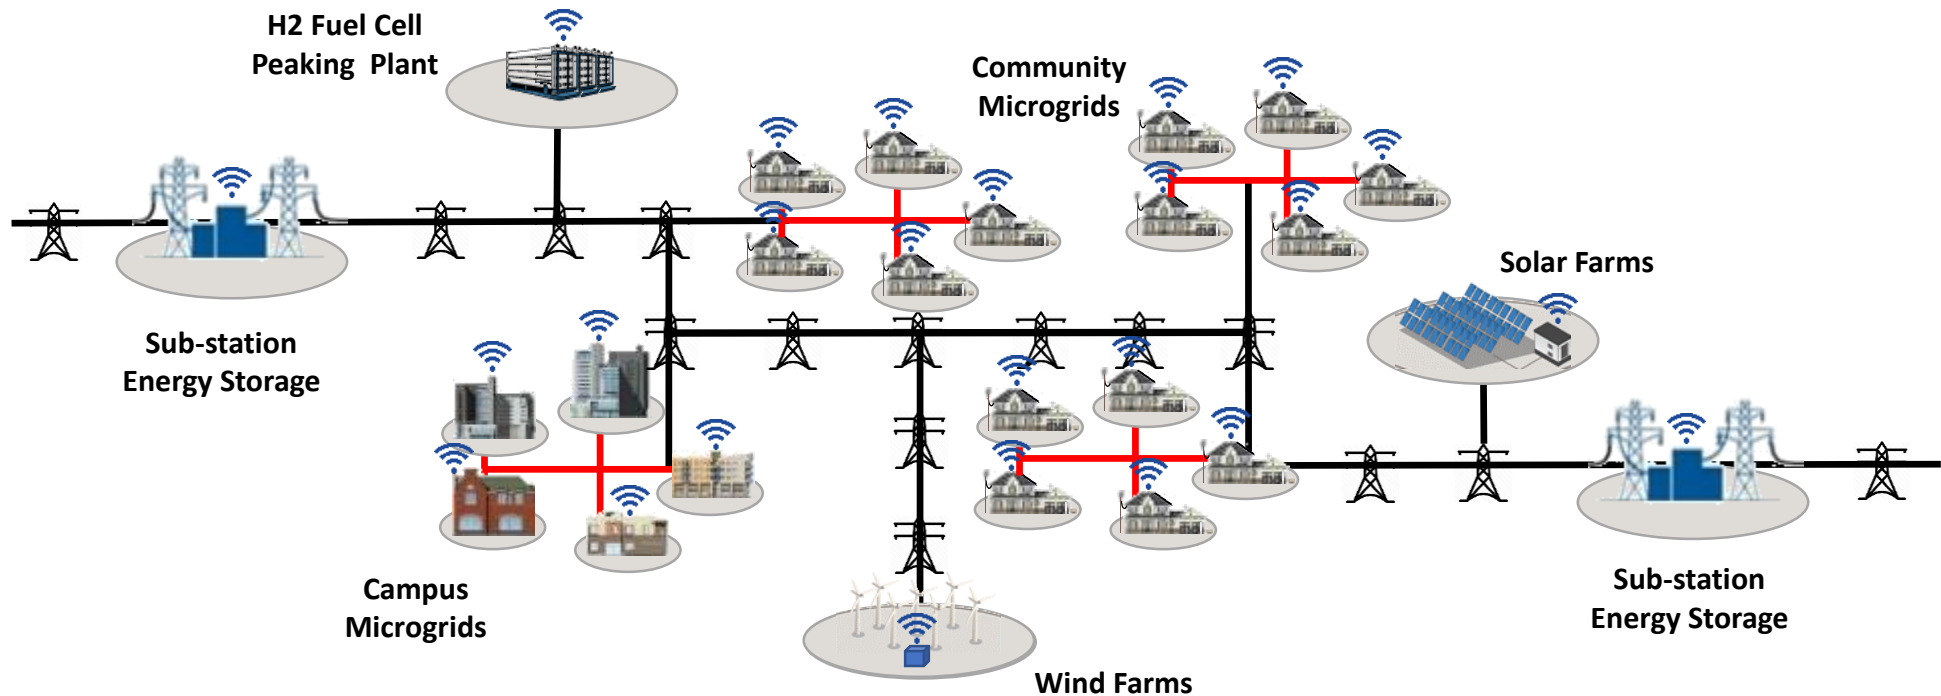 H2 Fuel Cell
Peaking Plant
Community
Microgrids
Solar Farms
Sub-station
Energy Storage
Campus
Microgrids
Sub-station
Energy Storage
Wind Farms